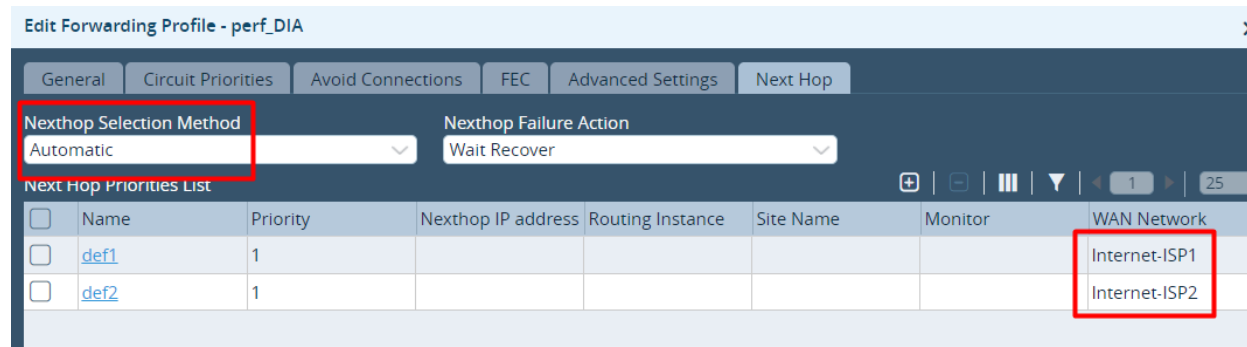 Edit Forwarding Profile - perf_DIA
General Circuit Priorities Avoid Connections FEC Advanced Settings Next Hop
Nexthop Selection Method Nexthop Failure Action
Automatic Wait Recover
Next Hop Priorities List 1 25
Name Priority Nexthop IP address Routing Instance Site Name Monitor WAN Network
def1 1 Internet-ISP1
def2 1 Internet-ISP2